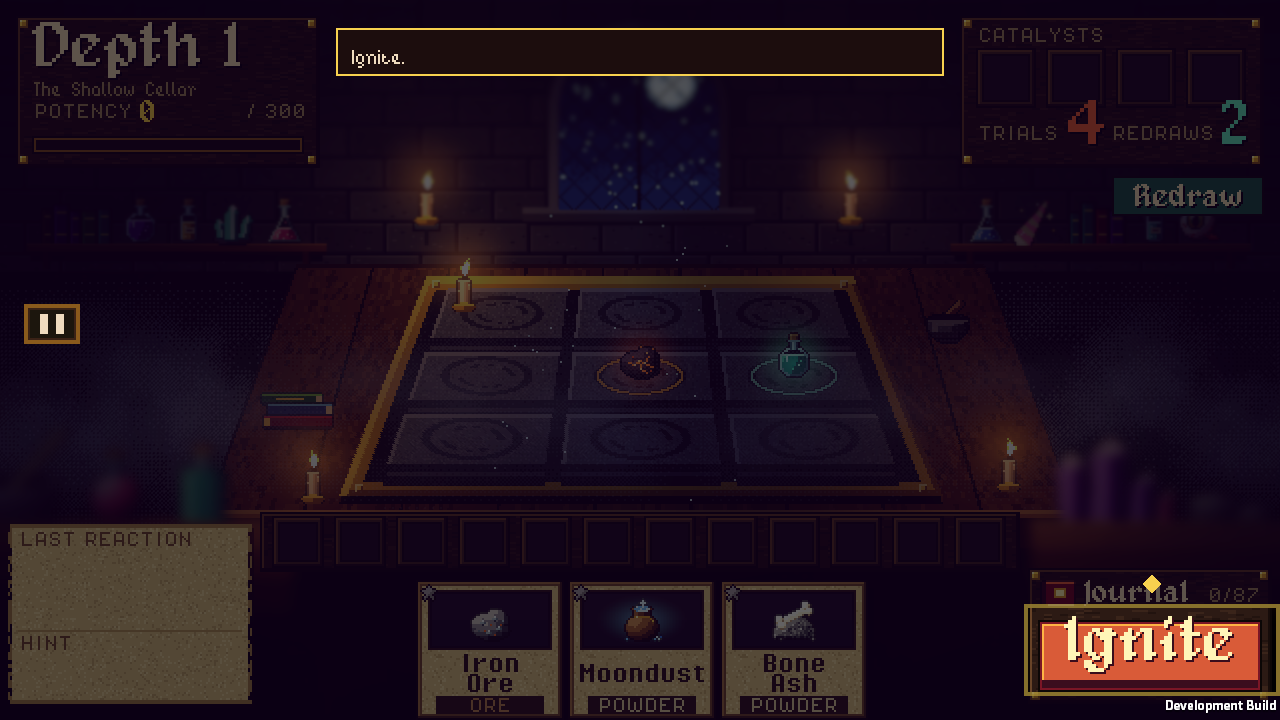 Depth 1
The Shallow Cellar
POTENCY 0 / 300
Ignite.
CATALYSTS
TRIALS 4 REDRAWS 2
Redraw
LAST REACTION
HINT
Iron
Ore
ORE
Moondust
POWDER
Bone
Ash
POWDER
Journal 0/87
Ignite
Development Build